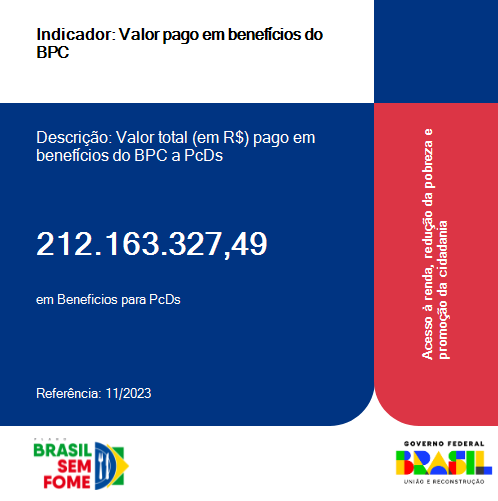 Indicador: Valor pago em benefícios do
BPC
Descrição: Valor total (em R$) pago em
benefícios do BPC a PcDs
212.163.327,49
em Beneficios para PcDs
Referência: 11/2023
Acesso à renda, redução da pobreza e
promoção da cidadania
PLANO
BRASIL
SEM
FOME
GOVERNO FEDERAL
BRASIL
UNIÃO E RECONSTRUÇÃO